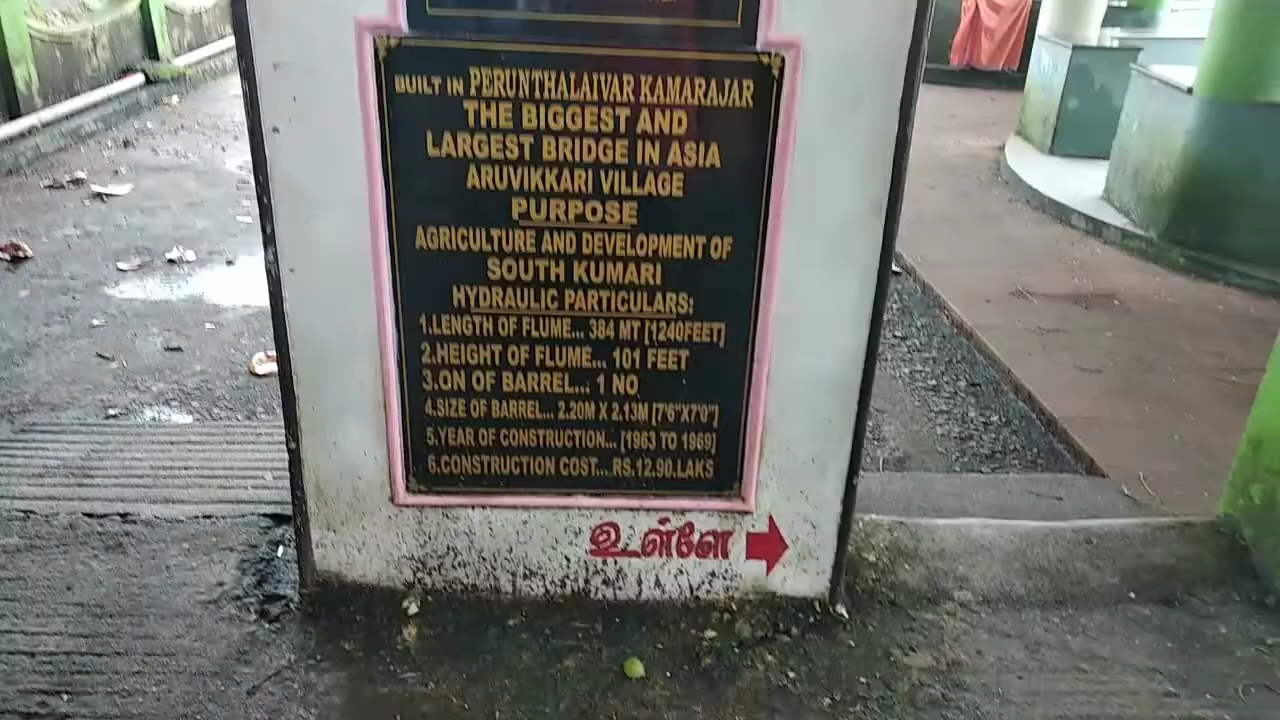 BUILT IN PERUNTHALAIVAR KAMARAJAR
THE BIGGEST AND
LARGEST BRIDGE IN ASIA
ARUVIKKARI VILLAGE
PURPOSE
AGRICULTURE AND DEVELOPMENT OF
SOUTH KUMARI
HYDRAULIC PARTICULARS:
1.LENGTH OF FLUME... 384 MT [1240FEET]
2.HEIGHT OF FLUME... 101 FEET
3.ON OF BARREL... 1 NO
4.SIZE OF BARREL... 2.20M X 2.13M [7'6"X7'0"]
5.YEAR OF CONSTRUCTION... [1963 TO 1969]
6.CONSTRUCTION COST...RS.12.90.LAKS
உள்ளே